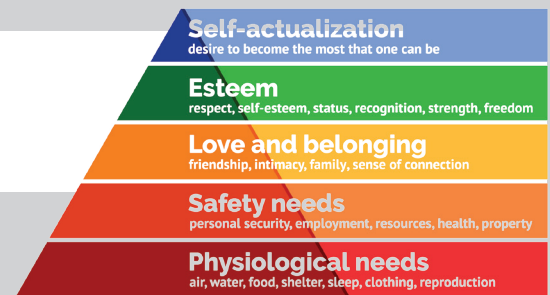 Self-actualization
desire to become the most that one can be
Esteem
respect, self-esteem, status, recognition, strength, freedom
Love and belonging
friendship, intimacy, family, sense of connection
Safety needs
personal security, employment, resources, health, property
Physiological needs
air, water, food, shelter, sleep, clothing, reproduction